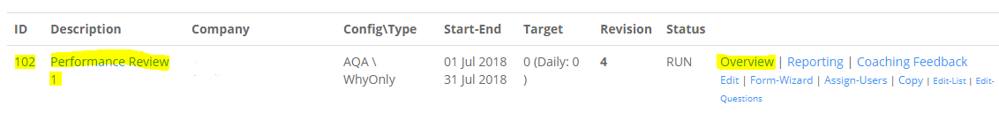 ID Description Company Config\Type Start-End Target Revision Status
102 Performance Review AQA \ 01 Jul 2018 0 (Daily: 0 4 RUN Overview | Reporting | Coaching Feedback
1 WhyOnly 31 Jul 2018 ) Edit | Form-Wizard | Assign-Users | Copy | Edit-List | Edit-
Questions